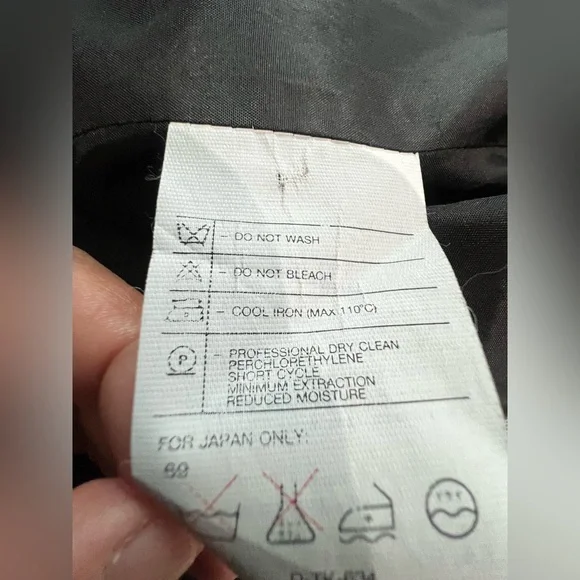 - DO NOT WASH
- DO NOT BLEACH
- COOL IRON (MAX 110°C)
P
- PROFESSIONAL DRY CLEAN
PERCHLORETHYLENE
SHORT CYCLE
MINIMUM EXTRACTION
REDUCED MOISTURE
FOR JAPAN ONLY:
69